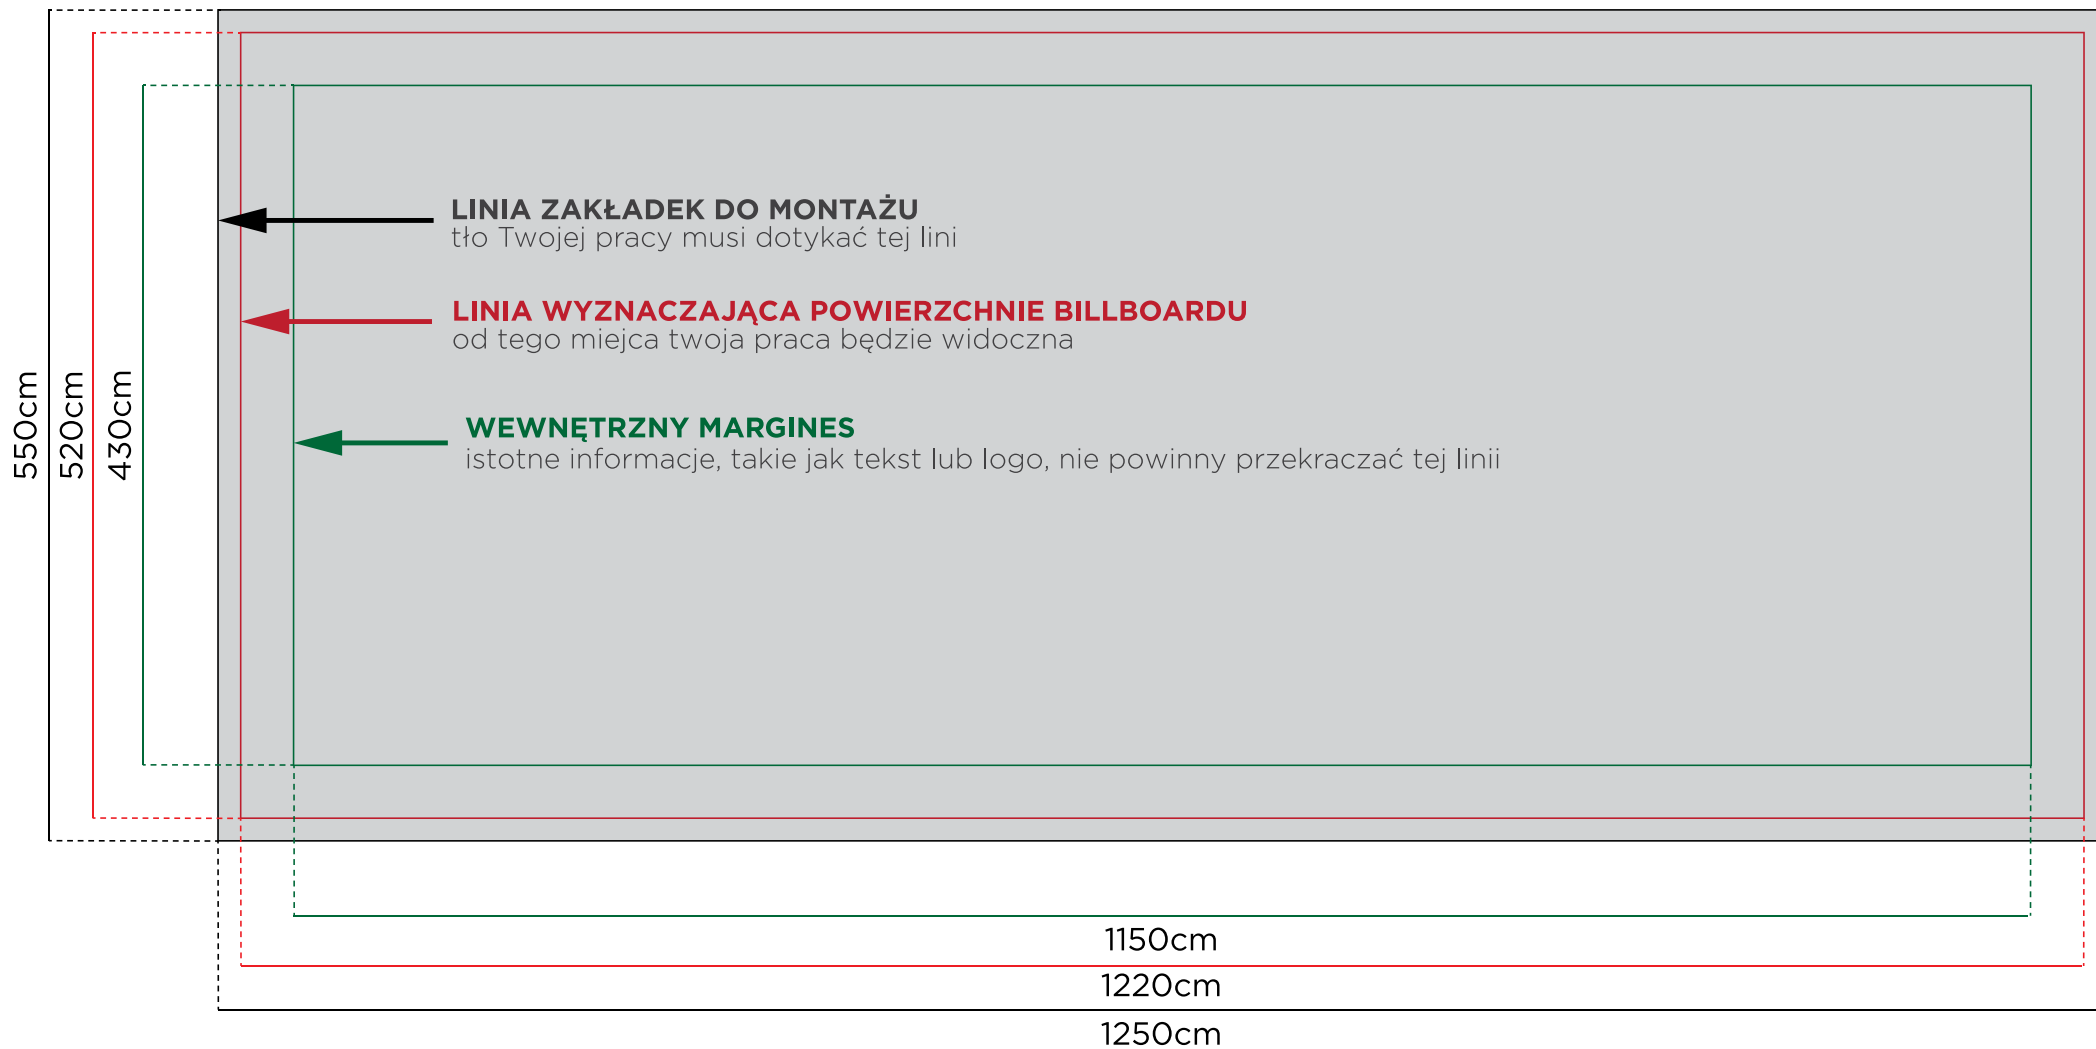 LINIA ZAKŁADEK DO MONTAŻU
tło Twojej pracy musi dotykać tej lini
LINIA WYZNACZAJĄCA POWIERZCHNIE BILLBOARDU
od tego miejca twoja praca będzie widoczna
WEWNĘTRZNY MARGINES
istotne informacje, takie jak tekst lub logo, nie powinny przekraczać tej linii
550cm
520cm
430cm
1150cm
1220cm
1250cm